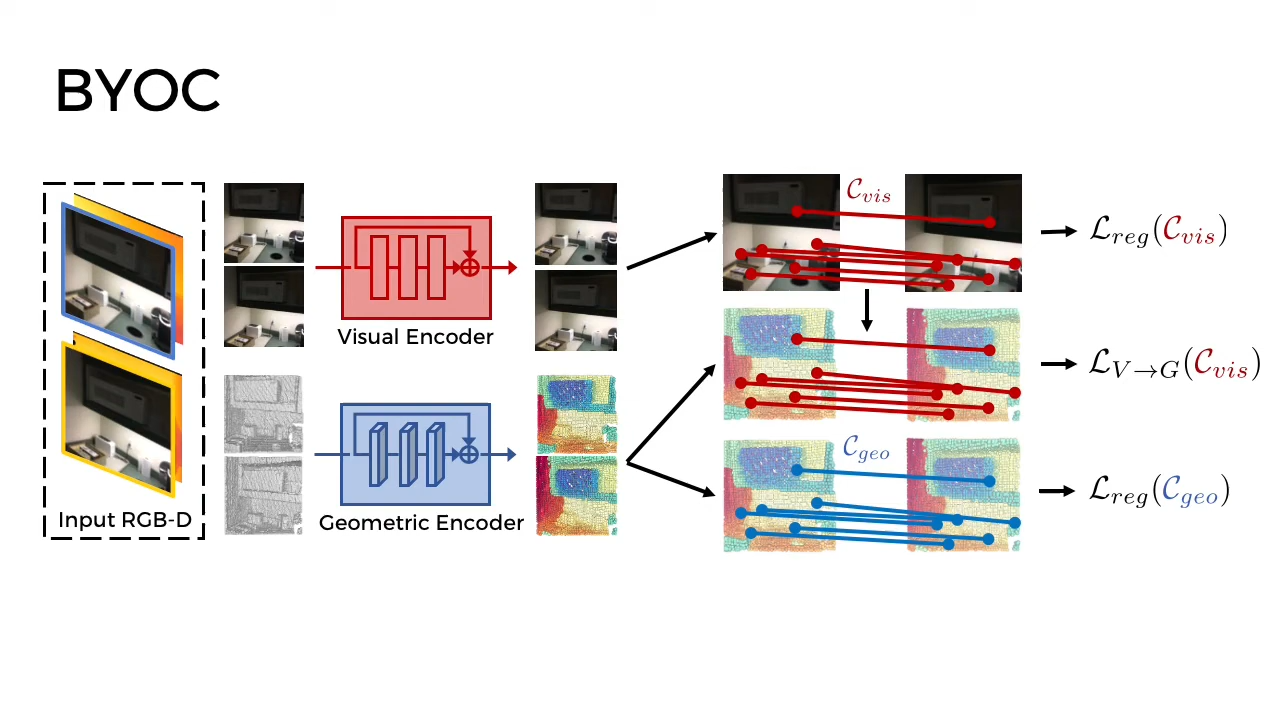 BYOC
Input RGB-D
Visual Encoder
Geometric Encoder
𝒞_vis
𝒞_geo
ℒ_reg(𝒞_vis)
ℒ_V→G(𝒞_vis)
ℒ_reg(𝒞_geo)